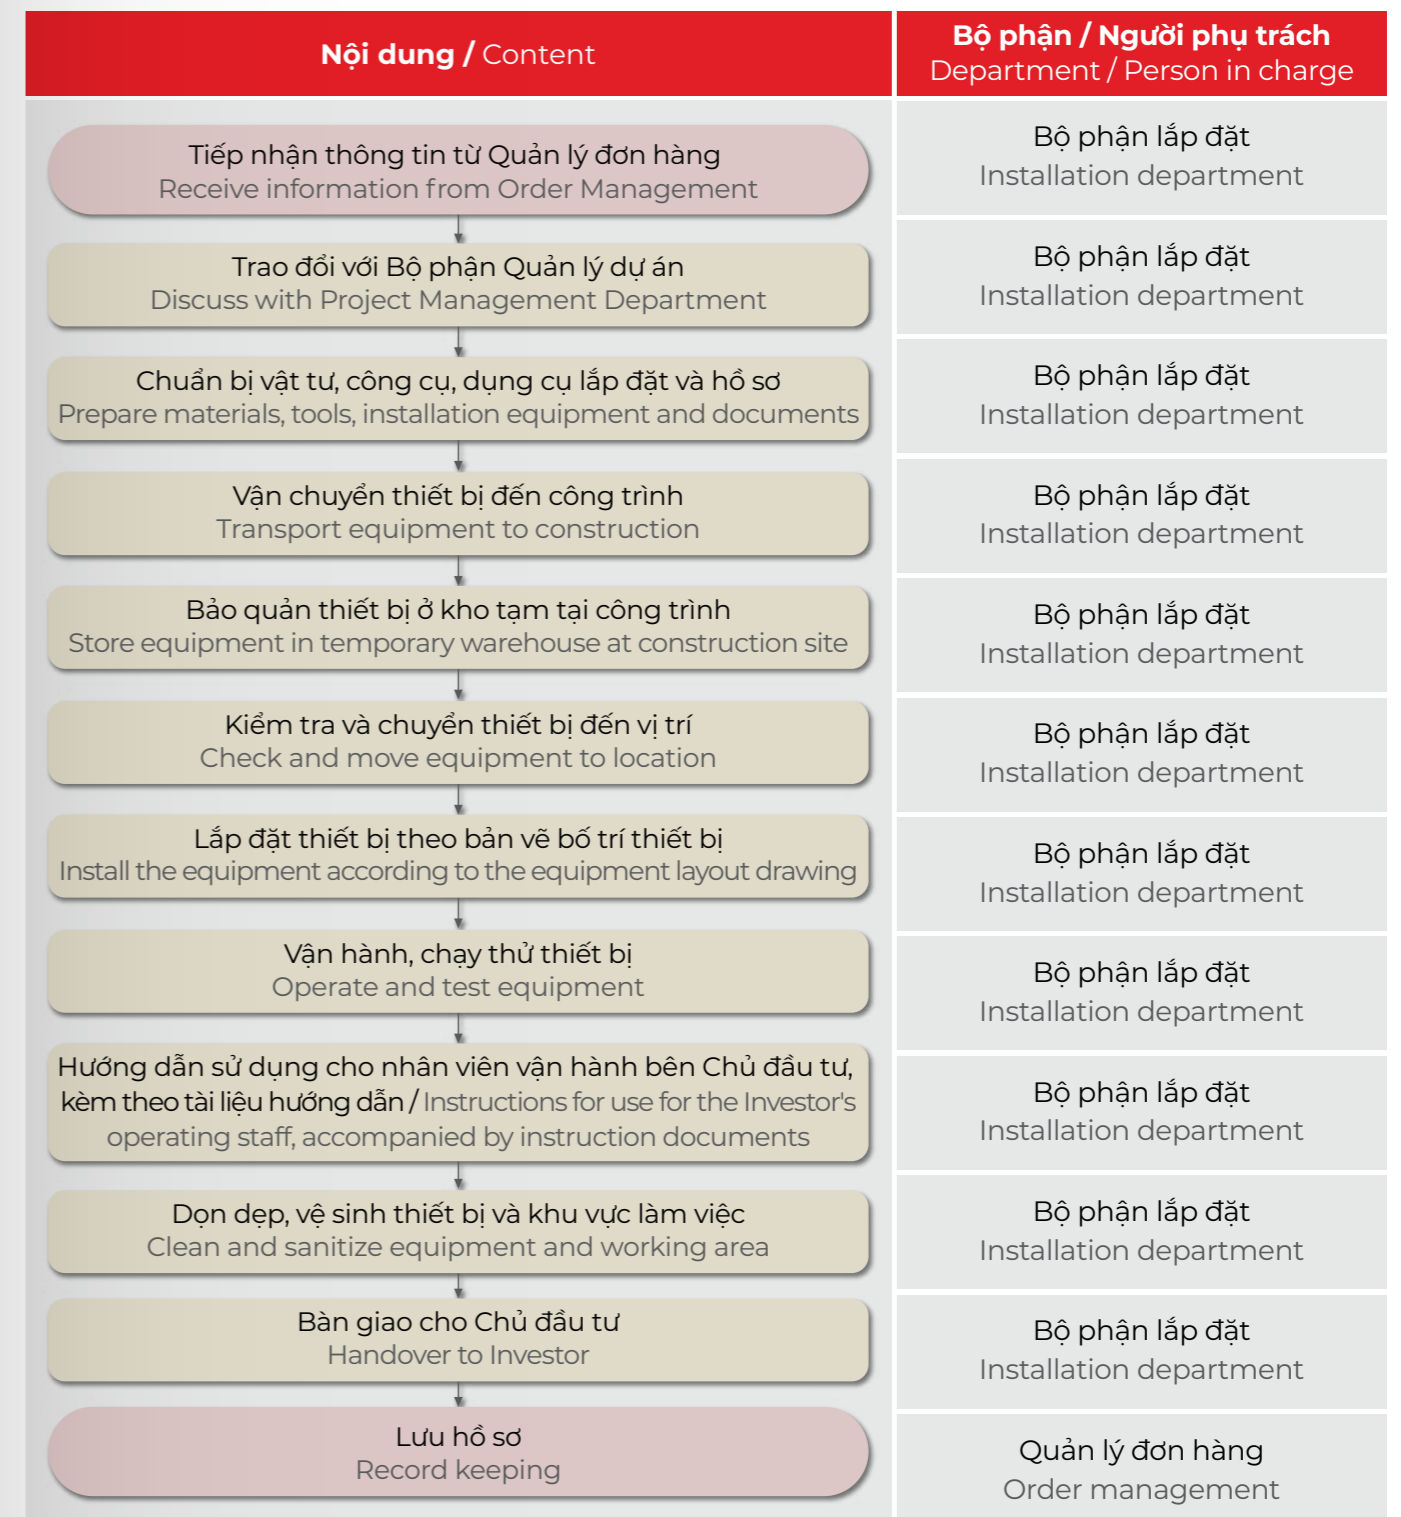 Nội dung / Content
Bộ phận / Người phụ trách
Department / Person in charge
Tiếp nhận thông tin từ Quản lý đơn hàng
Receive information from Order Management
Bộ phận lắp đặt
Installation department
Trao đổi với Bộ phận Quản lý dự án
Discuss with Project Management Department
Bộ phận lắp đặt
Installation department
Chuẩn bị vật tư, công cụ, dụng cụ lắp đặt và hồ sơ
Prepare materials, tools, installation equipment and documents
Bộ phận lắp đặt
Installation department
Vận chuyển thiết bị đến công trình
Transport equipment to construction
Bộ phận lắp đặt
Installation department
Bảo quản thiết bị ở kho tạm tại công trình
Store equipment in temporary warehouse at construction site
Bộ phận lắp đặt
Installation department
Kiểm tra và chuyển thiết bị đến vị trí
Check and move equipment to location
Bộ phận lắp đặt
Installation department
Lắp đặt thiết bị theo bản vẽ bố trí thiết bị
Install the equipment according to the equipment layout drawing
Bộ phận lắp đặt
Installation department
Vận hành, chạy thử thiết bị
Operate and test equipment
Bộ phận lắp đặt
Installation department
Hướng dẫn sử dụng cho nhân viên vận hành bên Chủ đầu tư,
kèm theo tài liệu hướng dẫn / Instructions for use for the Investor's
operating staff, accompanied by instruction documents
Bộ phận lắp đặt
Installation department
Dọn dẹp, vệ sinh thiết bị và khu vực làm việc
Clean and sanitize equipment and working area
Bộ phận lắp đặt
Installation department
Bàn giao cho Chủ đầu tư
Handover to Investor
Bộ phận lắp đặt
Installation department
Lưu hồ sơ
Record keeping
Quản lý đơn hàng
Order management